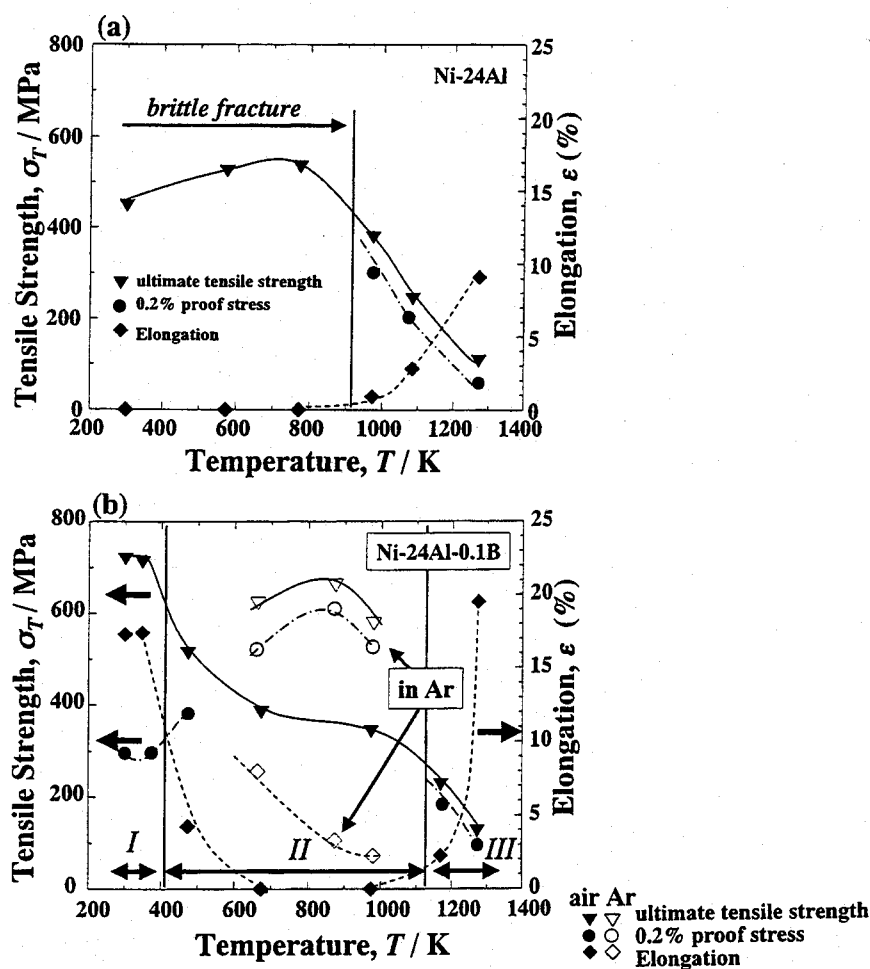 (a)
800
600
400
200
0
Tensile Strength, σT / MPa
25
20
15
10
5
0
Elongation, ε (%)
Ni-24Al
brittle fracture
ultimate tensile strength
0.2% proof stress
Elongation
200 400 600 800 1000 1200 1400
Temperature, T / K
(b)
800
600
400
200
0
Tensile Strength, σT / MPa
25
20
15
10
5
0
Elongation, ε (%)
Ni-24Al-0.1B
in Ar
I II III
200 400 600 800 1000 1200 1400
Temperature, T / K
air Ar
ultimate tensile strength
0.2% proof stress
Elongation